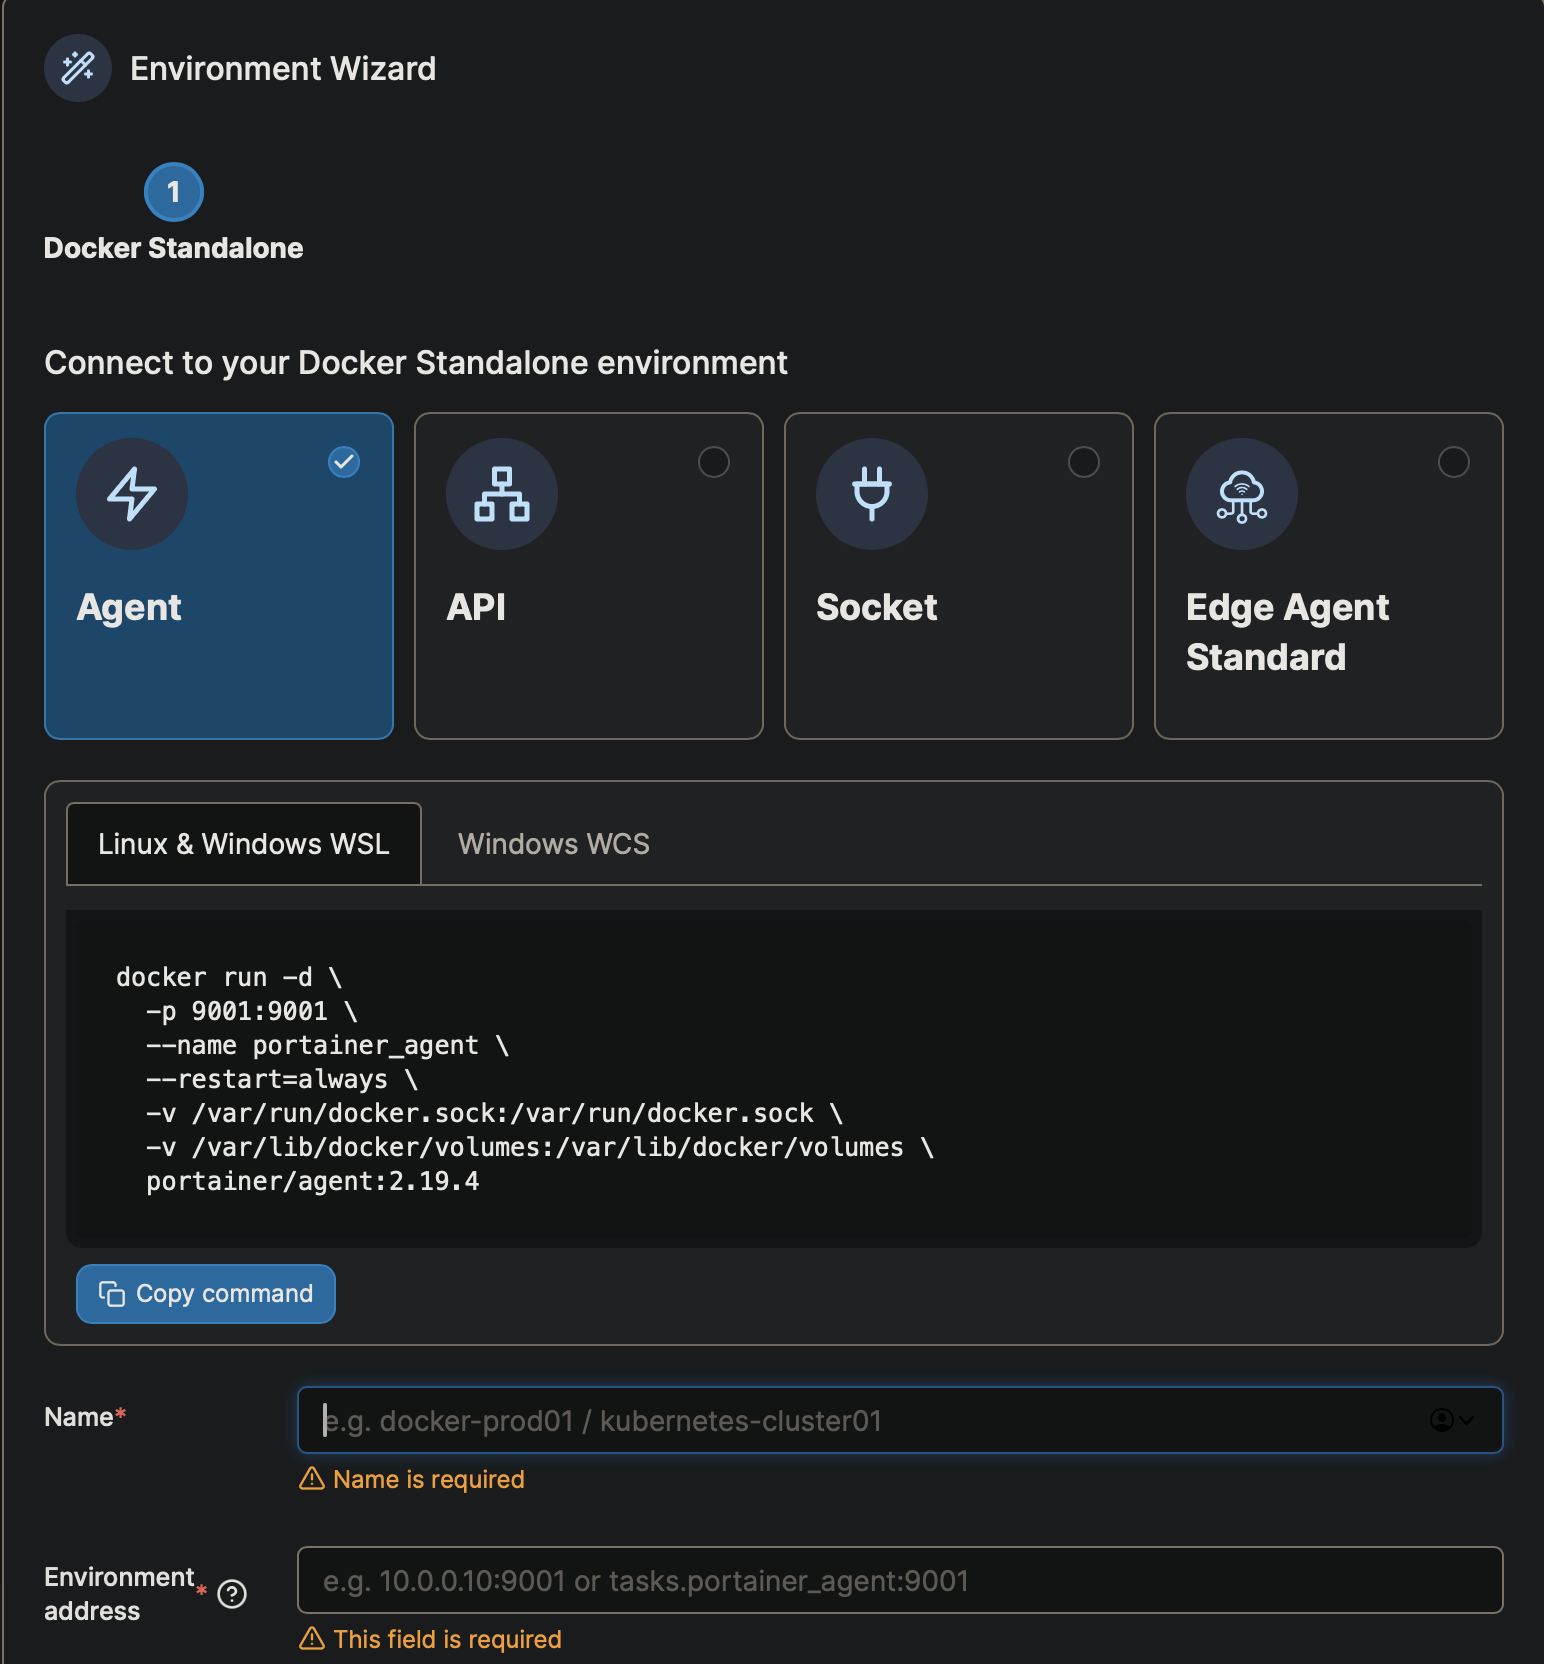 Environment Wizard
1
Docker Standalone
Connect to your Docker Standalone environment
Agent
API
Socket
Edge Agent
Standard
Linux & Windows WSL
Windows WCS
docker run -d \
  -p 9001:9001 \
  --name portainer_agent \
  --restart=always \
  -v /var/run/docker.sock:/var/run/docker.sock \
  -v /var/lib/docker/volumes:/var/lib/docker/volumes \
  portainer/agent:2.19.4
Copy command
Name*
e.g. docker-prod01 / kubernetes-cluster01
Name is required
Environment
address*
e.g. 10.0.0.10:9001 or tasks.portainer_agent:9001
This field is required